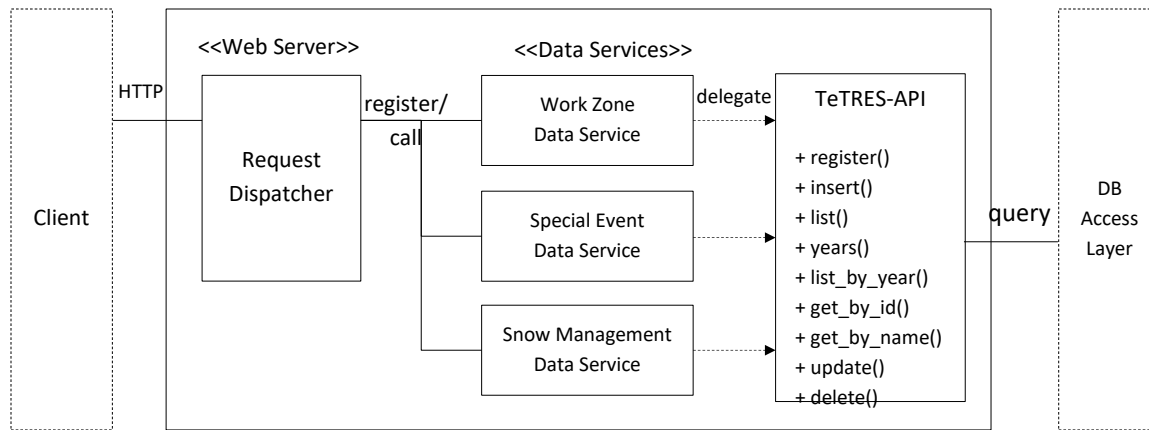 <<Web Server>>
<<Data Services>>
HTTP
register/
call
delegate
Client
Request
Dispatcher
Work Zone
Data Service
Special Event
Data Service
Snow Management
Data Service
TeTRES-API
+ register()
+ insert()
+ list()
+ years()
+ list_by_year()
+ get_by_id()
+ get_by_name()
+ update()
+ delete()
query
DB
Access
Layer